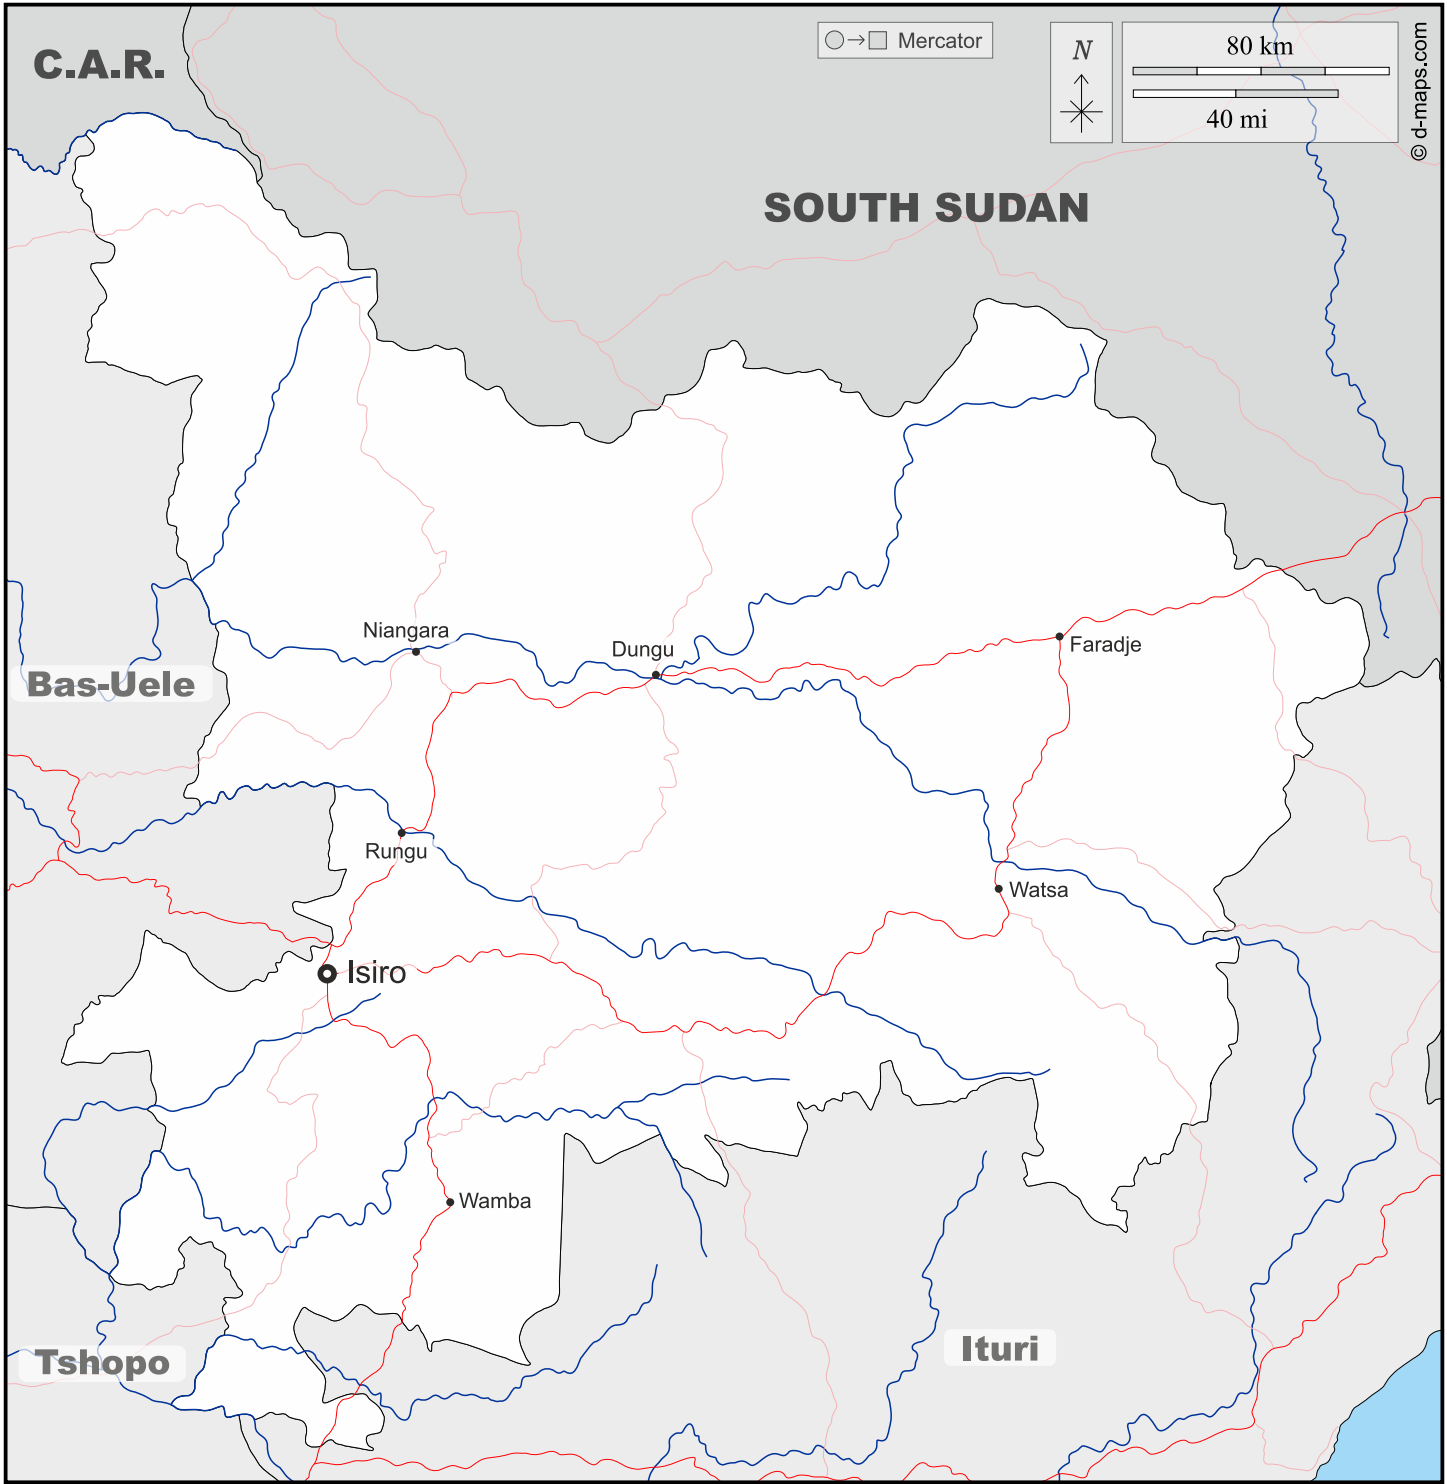 C.A.R.
Mercator
N
80 km
40 mi
© d-maps.com
SOUTH SUDAN
Niangara
Dungu
Faradje
Bas-Uele
Rungu
Watsa
Isiro
Wamba
Ituri
Tshopo